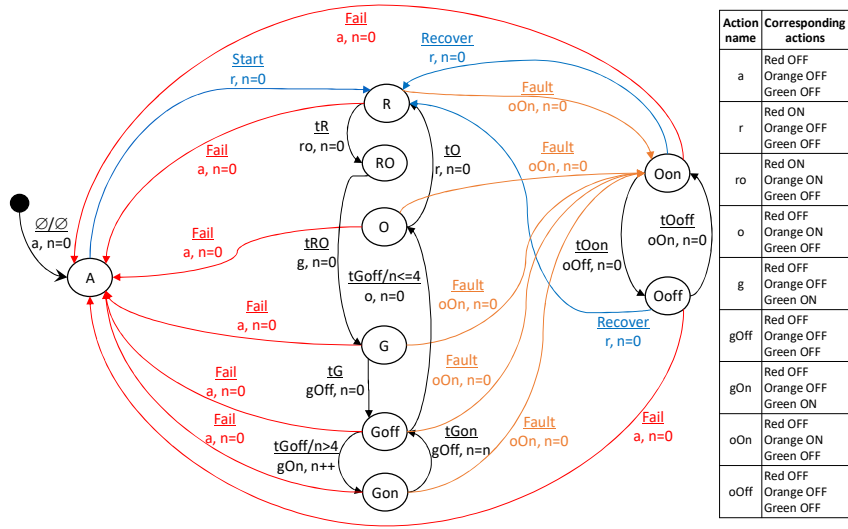 Fail
a, n=0
Start
r, n=0
Recover
r, n=0
R
Fault
oOn, n=0
tR
ro, n=0
Fail
a, n=0
RO
tO
r, n=0
Fault
oOn, n=0
Oon
∅/∅
a, n=0
O
Fail
a, n=0
tRO
g, n=0
tOoff
oOn, n=0
tOon
oOff, n=0
A
tGoff/n<=4
o, n=0
Fault
oOn, n=0
Ooff
Fail
a, n=0
G
Recover
r, n=0
tG
gOff, n=0
Fault
oOn, n=0
Fail
a, n=0
Goff
Fail
a, n=0
tGoff/n>4
gOn, n++
tGon
gOff, n=n
Fault
oOn, n=0
Fail
a, n=0
Gon
Action name Corresponding actions
a
Red OFF
Orange OFF
Green OFF
r
Red ON
Orange OFF
Green OFF
ro
Red ON
Orange ON
Green OFF
o
Red OFF
Orange ON
Green OFF
g
Red OFF
Orange OFF
Green ON
gOff
Red OFF
Orange OFF
Green OFF
gOn
Red OFF
Orange OFF
Green ON
oOn
Red OFF
Orange ON
Green OFF
oOff
Red OFF
Orange OFF
Green OFF